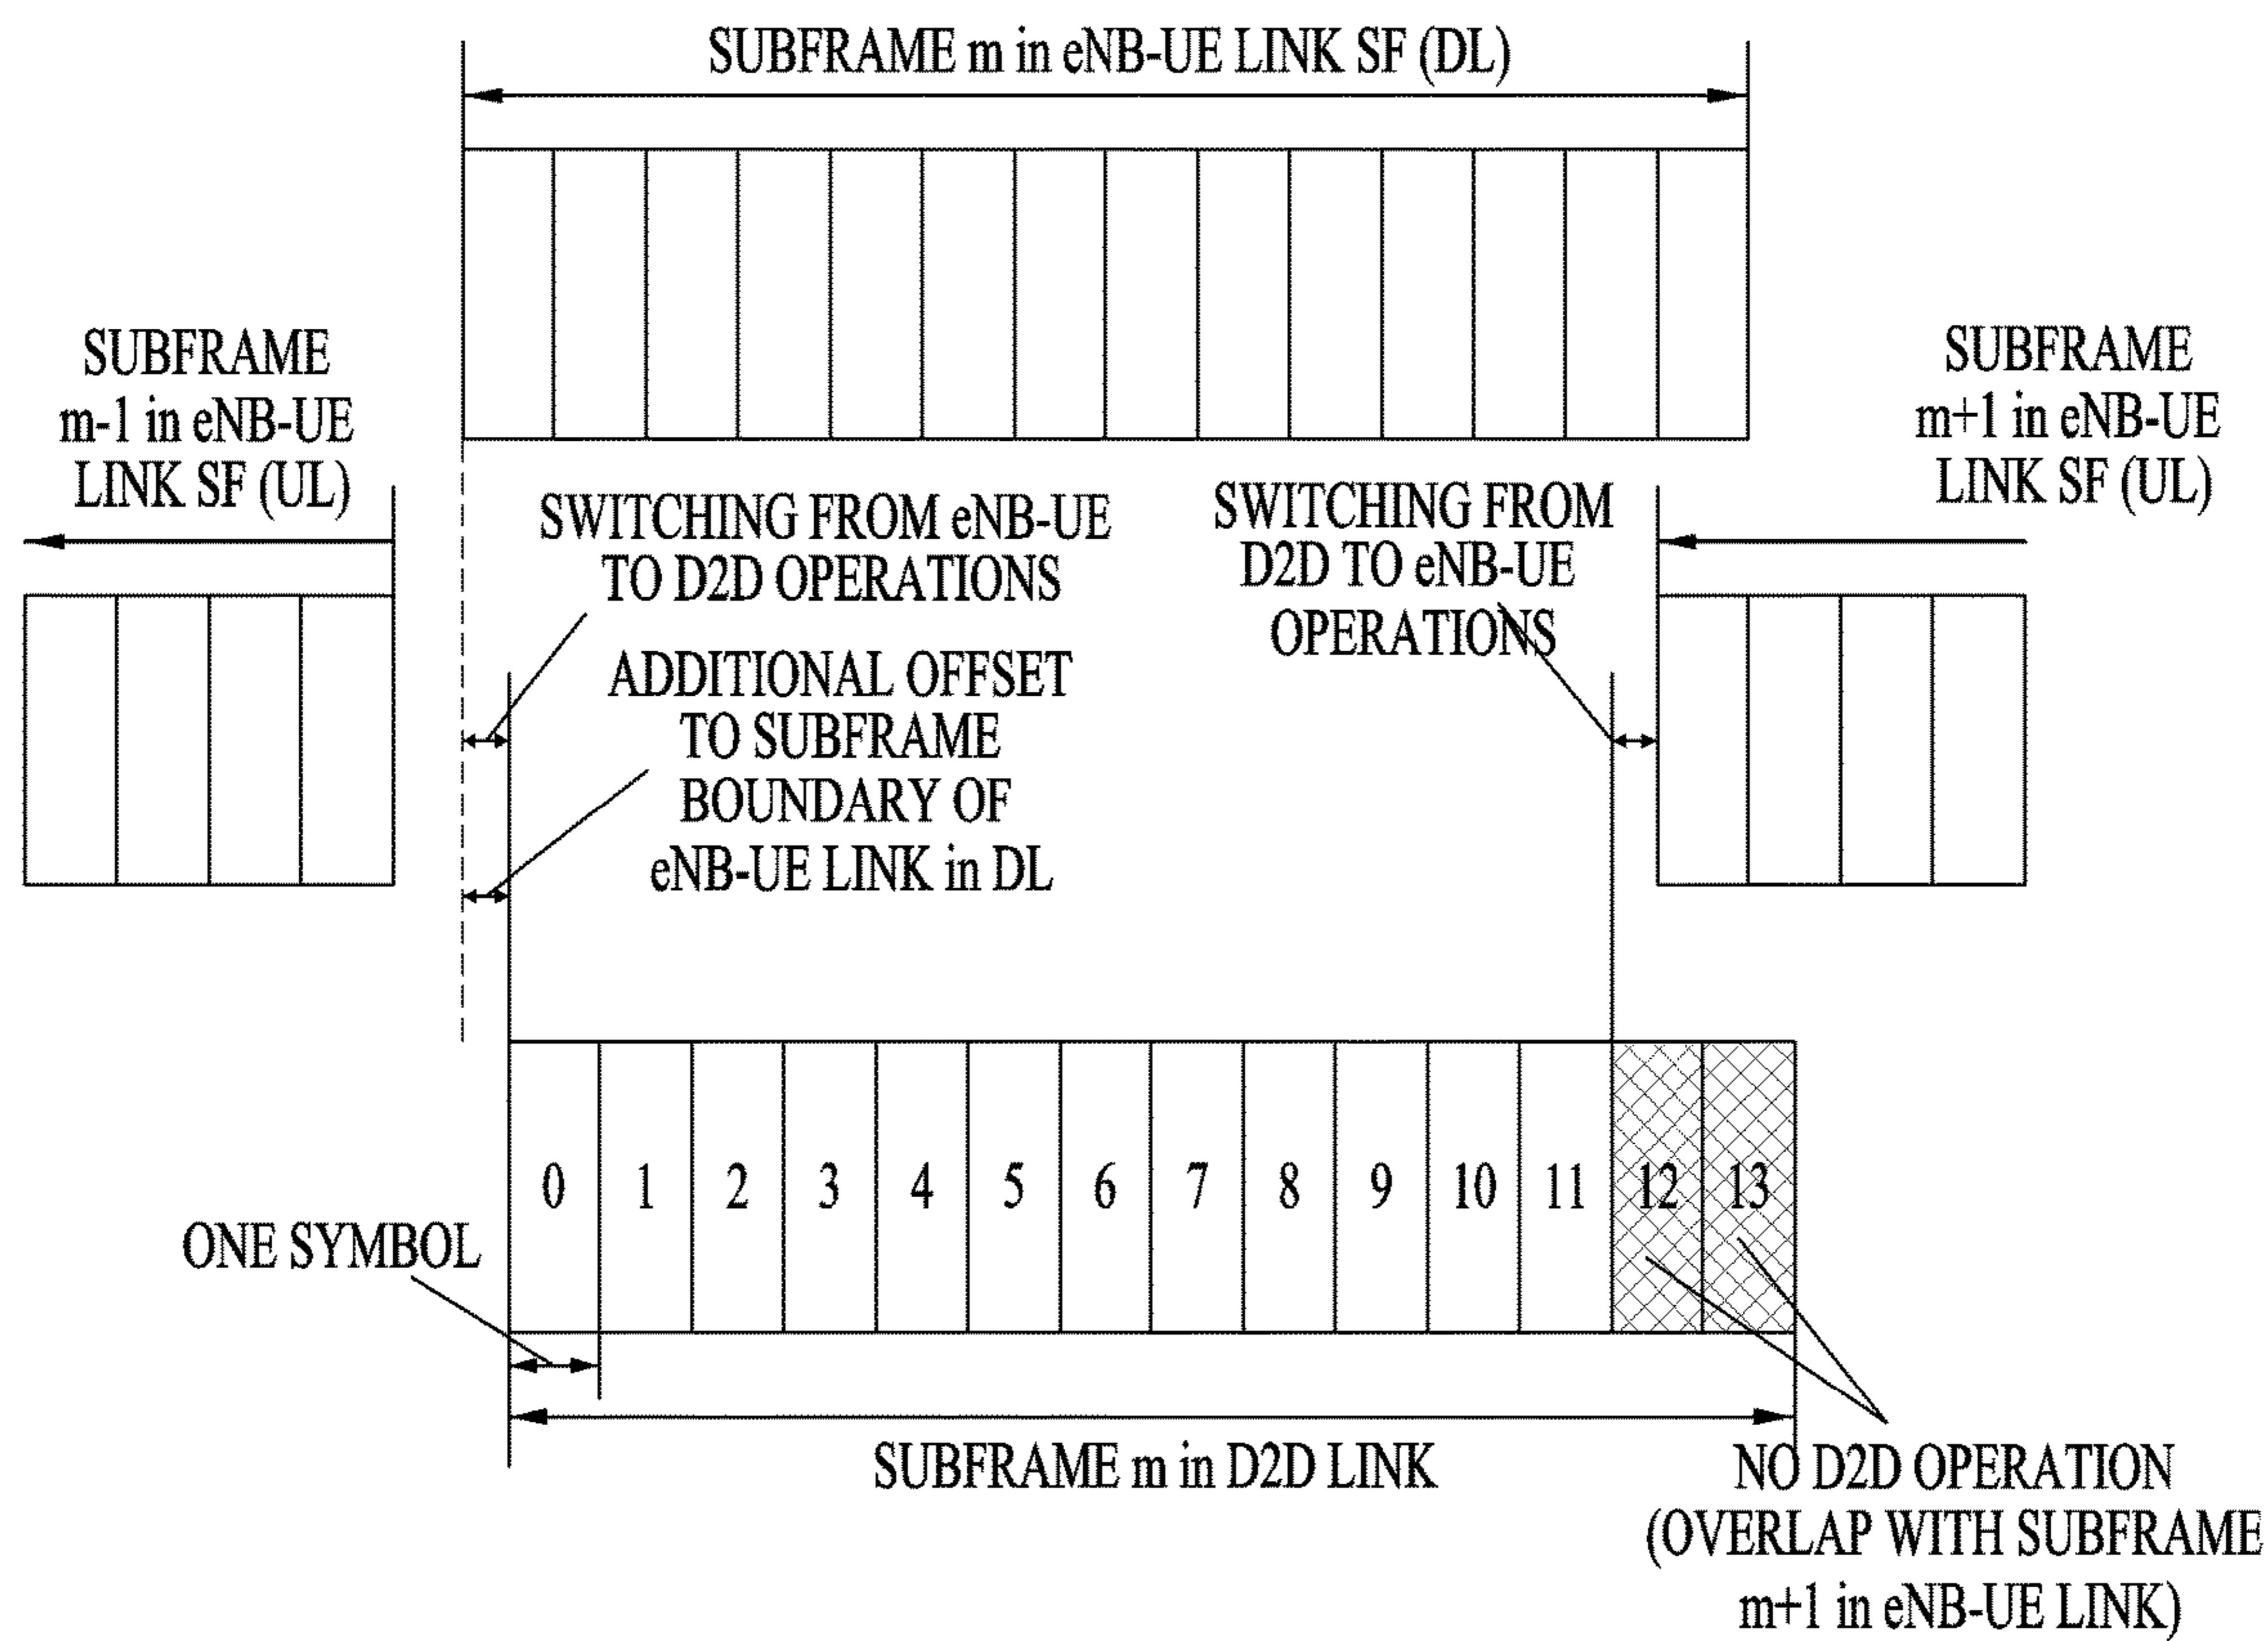 SUBFRAME m in eNB-UE LINK SF (DL)
SUBFRAME
m-1 in eNB-UE
LINK SF (UL)
SUBFRAME
m+1 in eNB-UE
LINK SF (UL)
SWITCHING FROM eNB-UE
TO D2D OPERATIONS
SWITCHING FROM
D2D TO eNB-UE
OPERATIONS
ADDITIONAL OFFSET
TO SUBFRAME
BOUNDARY OF
eNB-UE LINK in DL
0 1 2 3 4 5 6 7 8 9 10 11 12 13
ONE SYMBOL
SUBFRAME m in D2D LINK
NO D2D OPERATION
(OVERLAP WITH SUBFRAME
m+1 in eNB-UE LINK)